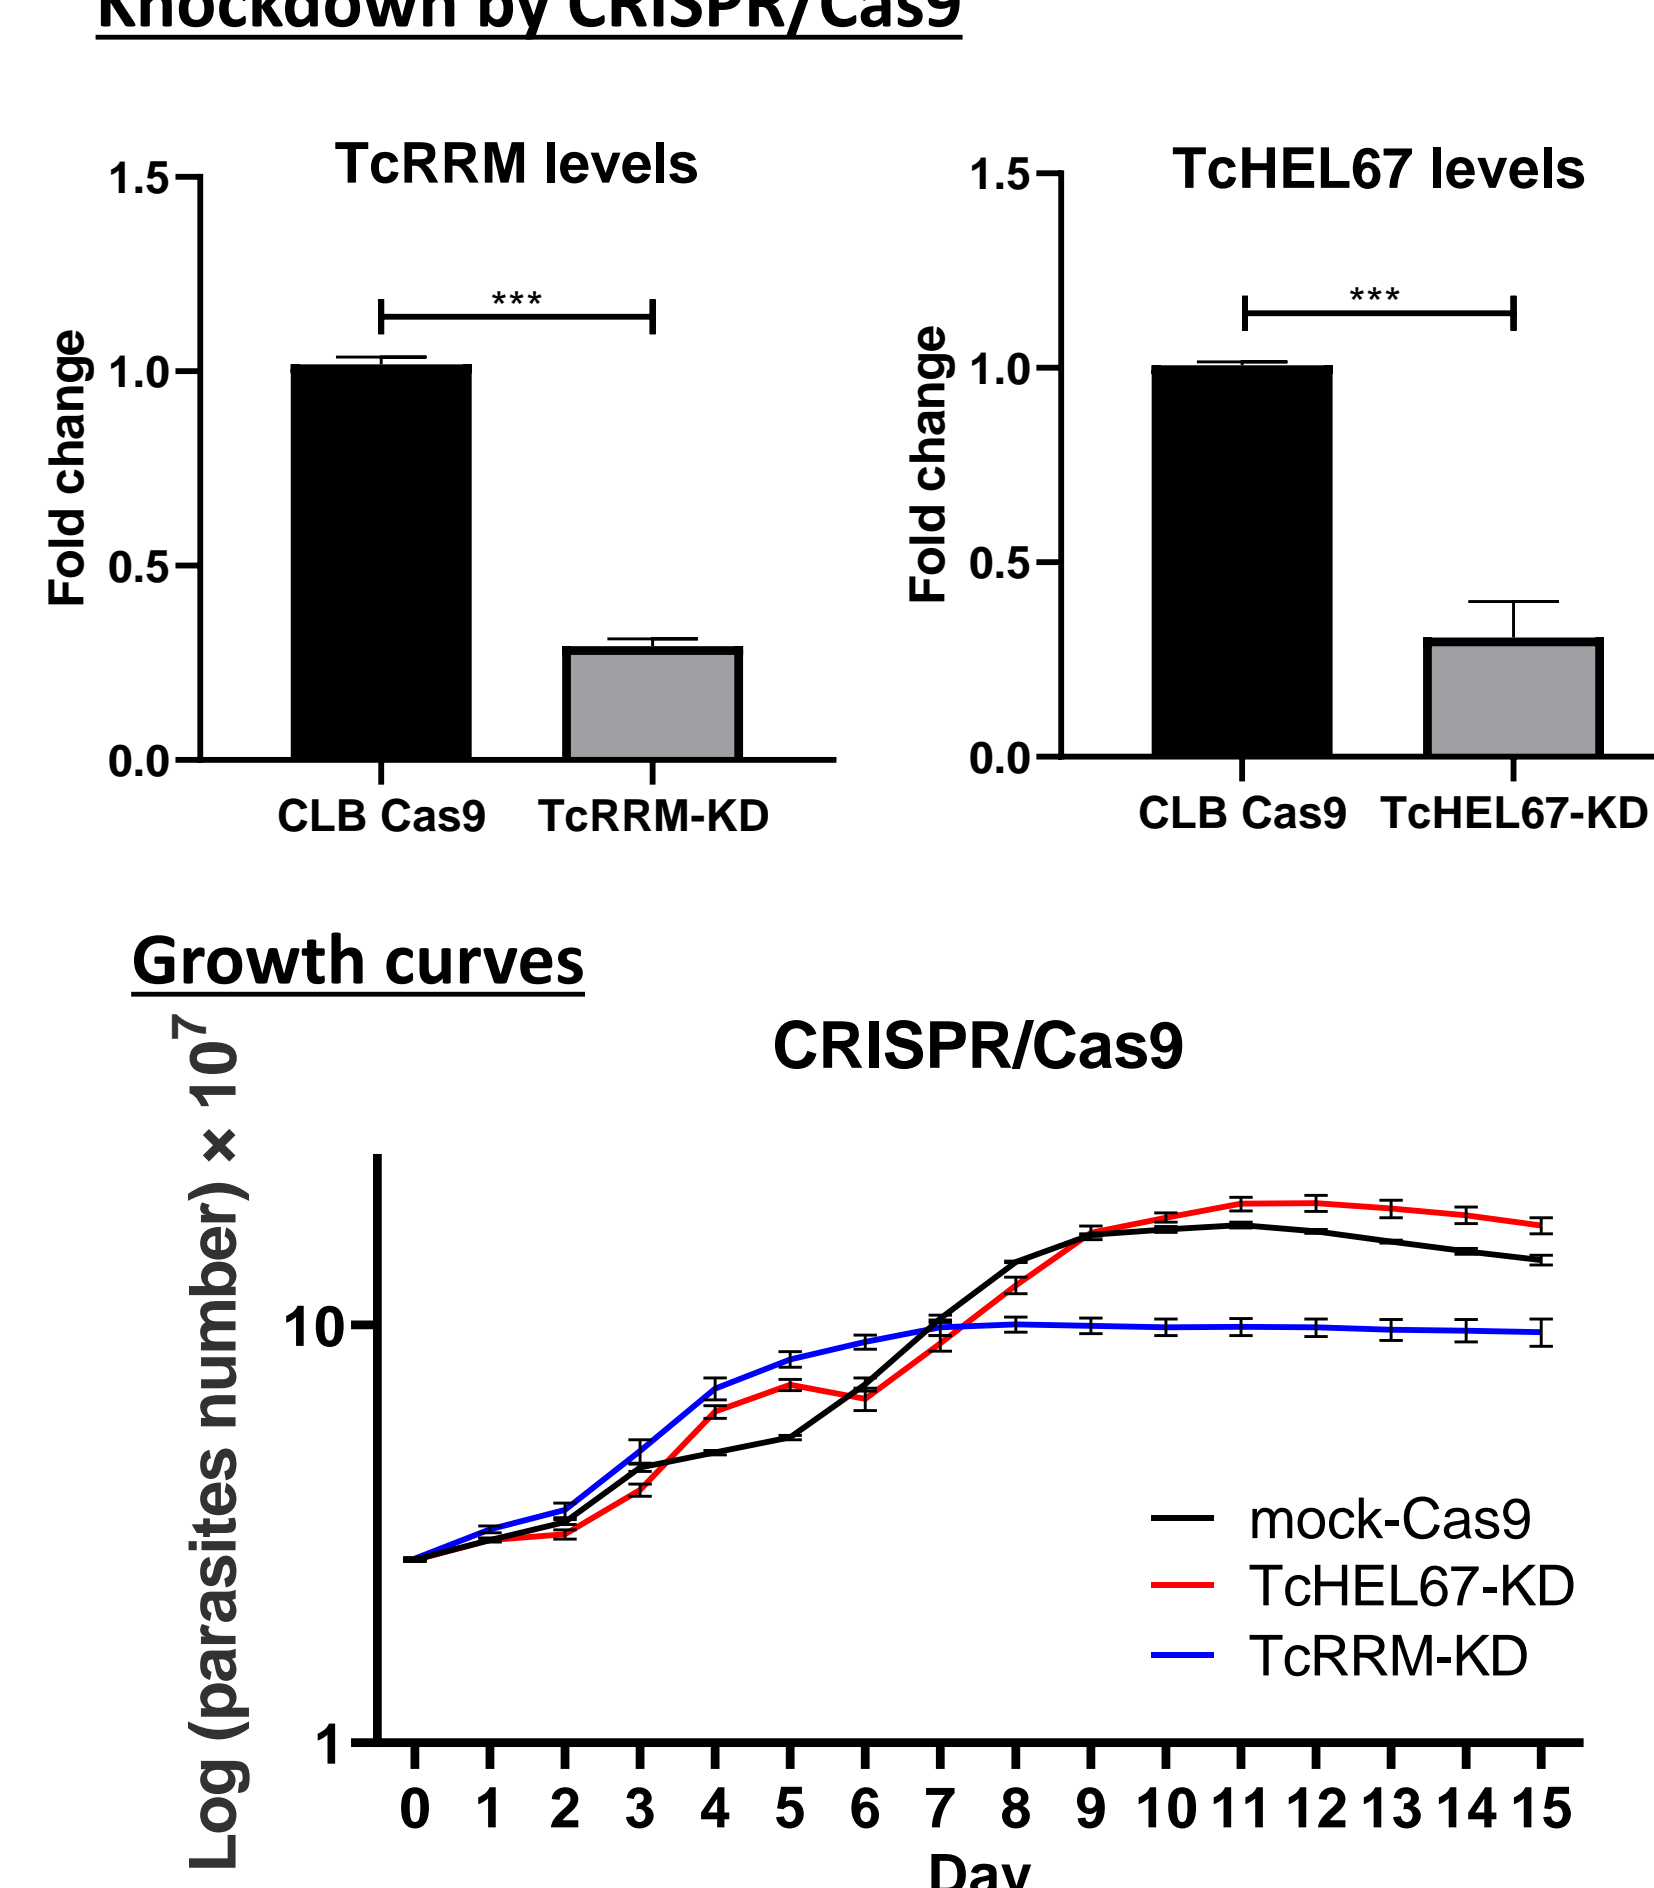 Knockdown by CRISPR/Cas9
TcRRM levels
1.5
1.0
0.5
0.0
Fold change
***
CLB Cas9 TcRRM-KD
TcHEL67 levels
1.5
1.0
0.5
0.0
Fold change
***
CLB Cas9 TcHEL67-KD
Growth curves
CRISPR/Cas9
Log (parasites number) × 10⁷
10
1
mock-Cas9
TcHEL67-KD
TcRRM-KD
0 1 2 3 4 5 6 7 8 9 10 11 12 13 14 15
Day